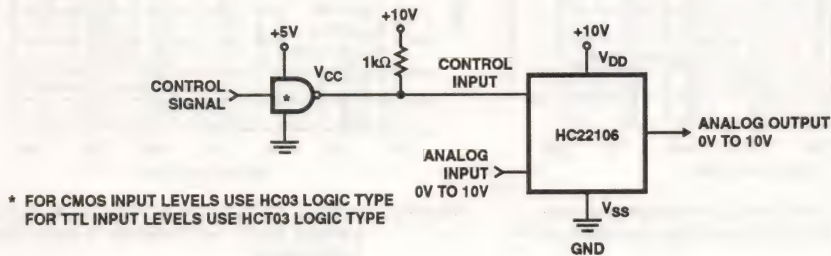 +5V
+10V
+10V
V_CC
1kΩ
V_DD
CONTROL
SIGNAL
*
CONTROL
INPUT
HC22106
ANALOG OUTPUT
0V TO 10V
ANALOG
INPUT
0V TO 10V
V_SS
GND
* FOR CMOS INPUT LEVELS USE HC03 LOGIC TYPE
FOR TTL INPUT LEVELS USE HCT03 LOGIC TYPE